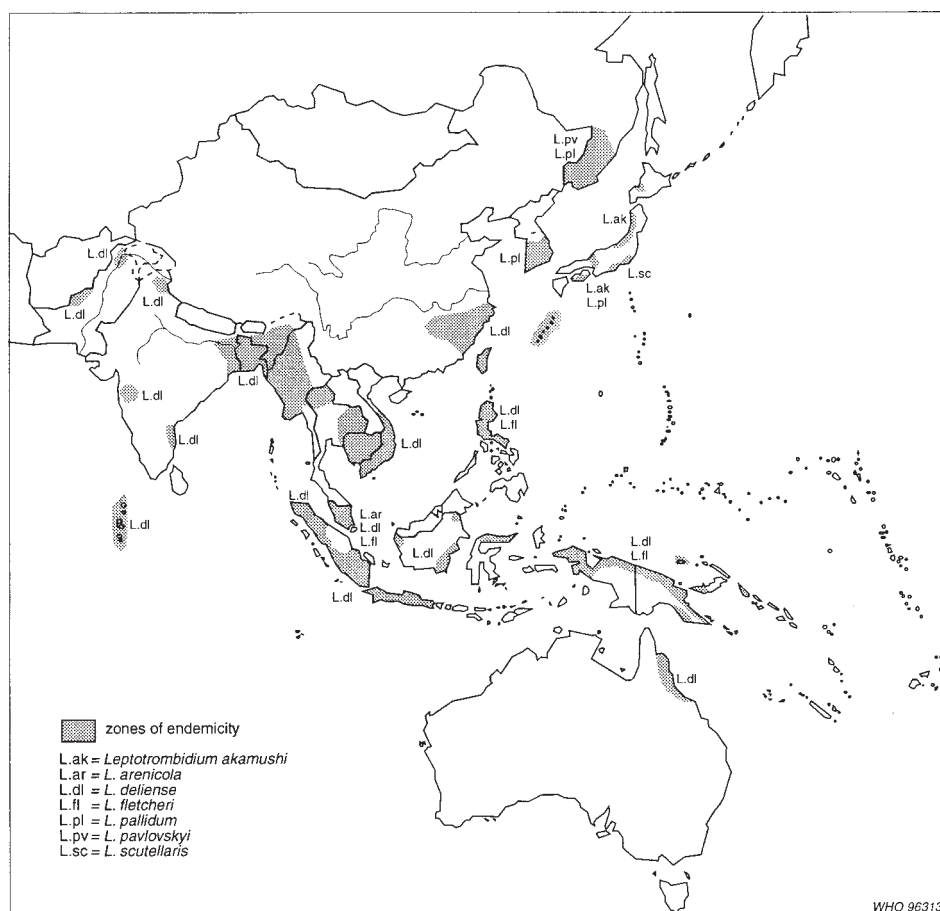 L.pv
L.pl
L.ak
L.dl
L.pl
L.sc
L.ak
L.pl
L.dl
L.dl
L.dl
L.dl
L.dl
L.dl
L.fl
L.dl
L.dl
L.dl
L.ar
L.dl
L.fl
L.dl
L.dl
L.dl
L.fl
L.dl
L.dl
zones of endemicity
L.ak = Leptotrombidium akamushi
L.ar = L. arenicola
L.dl = L. deliense
L.fl = L. fletcheri
L.pl = L. pallidum
L.pv = L. pavlovskyi
L.sc = L. scutellaris
WHO 96313